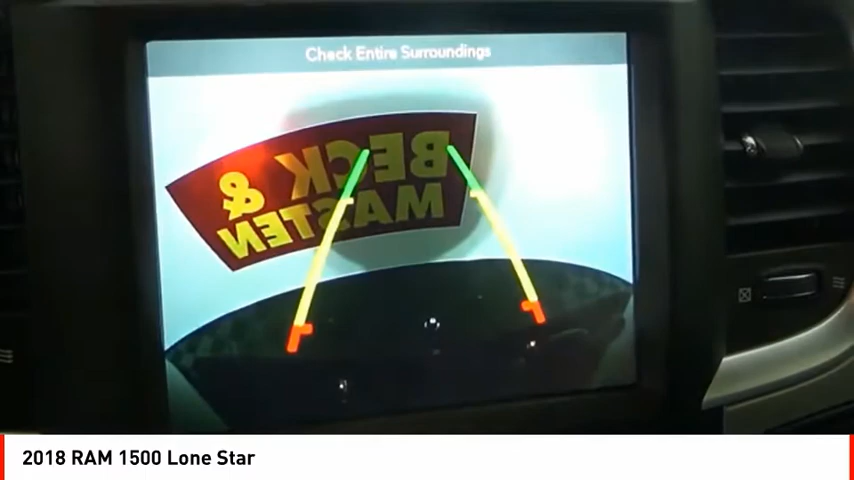 Check Entire Surroundings
BECK &
MASTEN
2018 RAM 1500 Lone Star